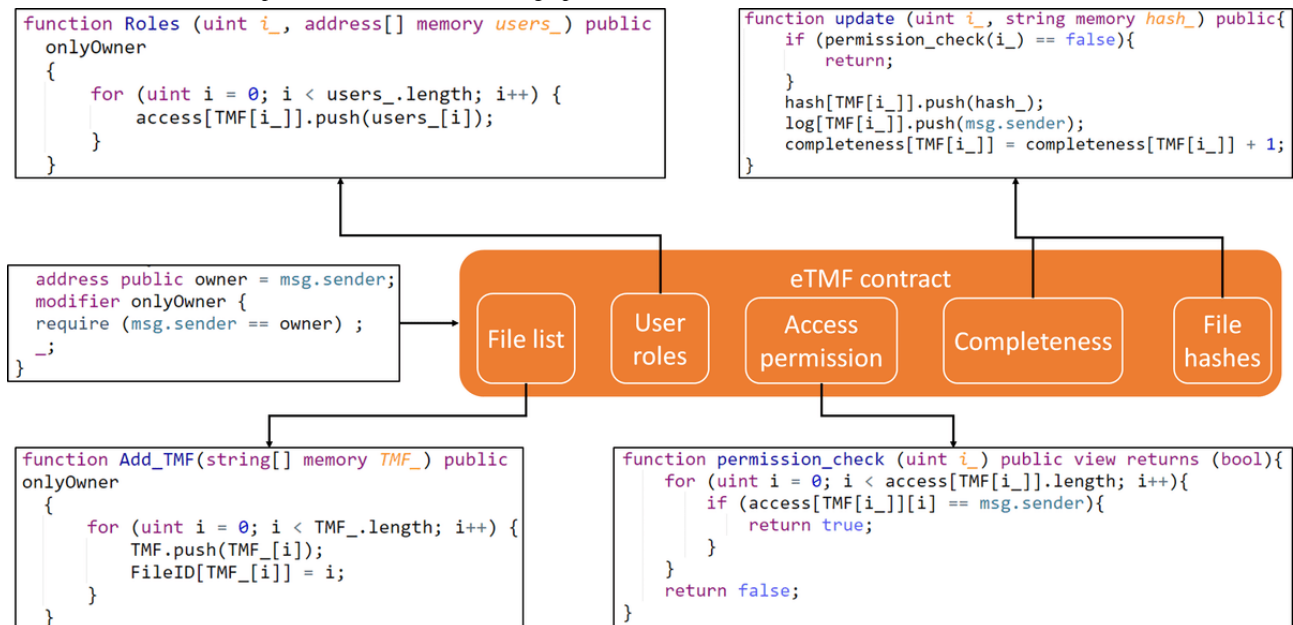 function Roles (uint i_, address[] memory users_) public
onlyOwner
{
for (uint i = 0; i < users_.length; i++) {
access[TMF[i_]].push(users_[i]);
}
}
function update (uint i_, string memory hash_) public{
if (permission_check(i_) == false){
return;
}
hash[TMF[i_]].push(hash_);
log[TMF[i_]].push(msg.sender);
completeness[TMF[i_]] = completeness[TMF[i_]] + 1;
}
address public owner = msg.sender;
modifier onlyOwner {
require (msg.sender == owner) ;
_;
}
eTMF contract
File list
User
roles
Access
permission
Completeness
File
hashes
function Add_TMF(string[] memory TMF_) public
onlyOwner
{
for (uint i = 0; i < TMF_.length; i++) {
TMF.push(TMF_[i]);
FileID[TMF_[i]] = i;
}
}
function permission_check (uint i_) public view returns (bool){
for (uint i = 0; i < access[TMF[i_]].length; i++){
if (access[TMF[i_]][i] == msg.sender){
return true;
}
}
return false;
}